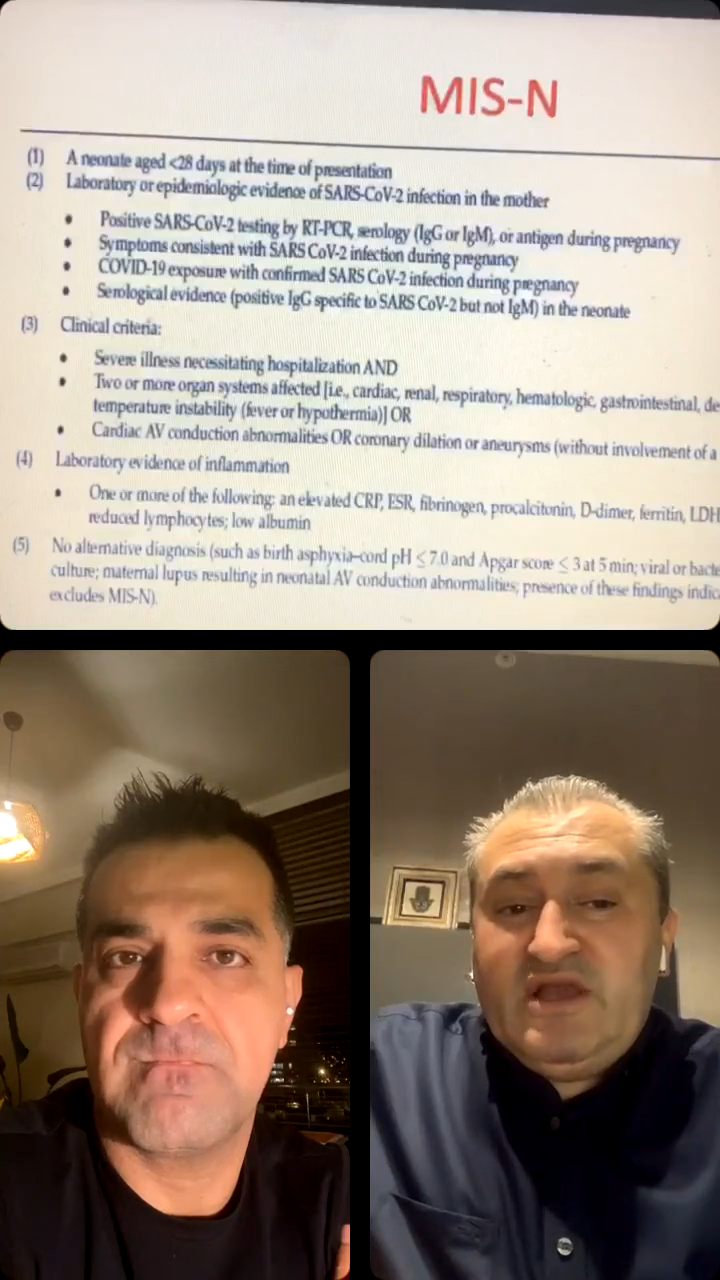 MIS-N
(1) A neonate aged <28 days at the time of presentation
(2) Laboratory or epidemiologic evidence of SARS-CoV-2 infection in the mother
• Positive SARS-CoV-2 testing by RT-PCR, serology (IgG or IgM), or antigen during pregnancy
• Symptoms consistent with SARS CoV-2 infection during pregnancy
• COVID-19 exposure with confirmed SARS CoV-2 infection during pregnancy
• Serological evidence (positive IgG specific to SARS CoV-2 but not IgM) in the neonate
(3) Clinical criteria:
• Severe illness necessitating hospitalization AND
• Two or more organ systems affected [i.e., cardiac, renal, respiratory, hematologic, gastrointestinal, de
temperature instability (fever or hypothermia)] OR
• Cardiac AV conduction abnormalities OR coronary dilation or aneurysms (without involvement of a
(4) Laboratory evidence of inflammation
• One or more of the following: an elevated CRP, ESR, fibrinogen, procalcitonin, D-dimer, ferritin, LDH
reduced lymphocytes; low albumin
(5) No alternative diagnosis (such as birth asphyxia–cord pH ≤ 7.0 and Apgar score ≤ 3 at 5 min; viral or bacte
culture; maternal lupus resulting in neonatal AV conduction abnormalities; presence of these findings indica
excludes MIS-N).